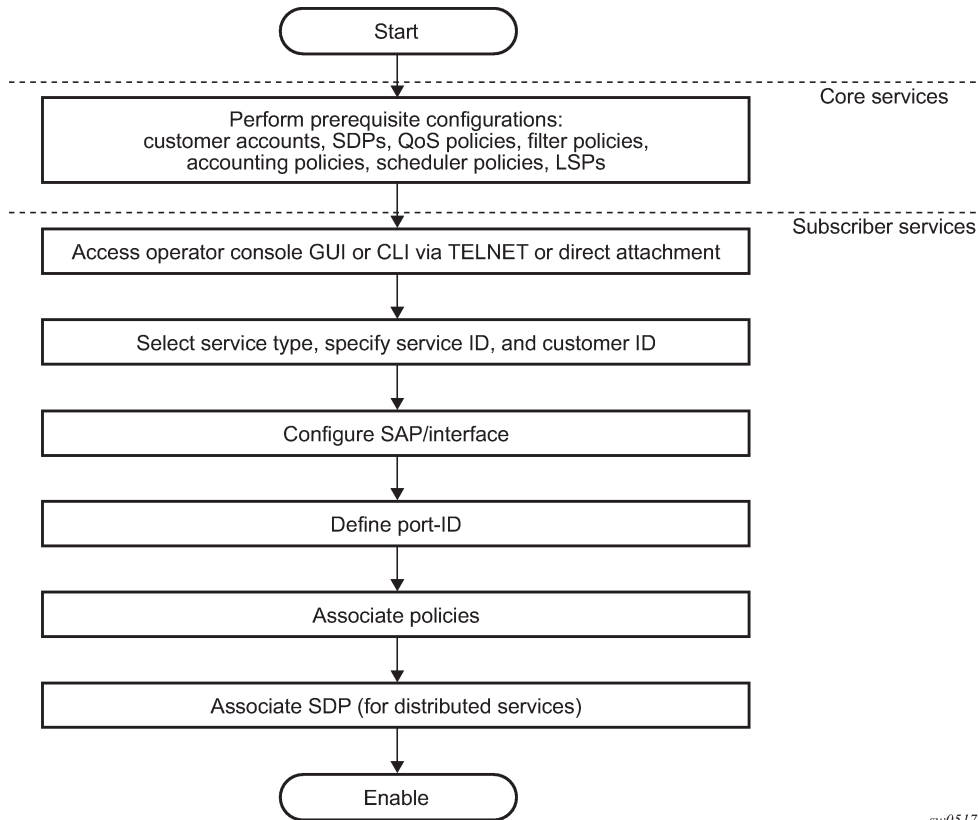 Start
Core services
Perform prerequisite configurations:
customer accounts, SDPs, QoS policies, filter policies,
accounting policies, scheduler policies, LSPs
Subscriber services
Access operator console GUI or CLI via TELNET or direct attachment
Select service type, specify service ID, and customer ID
Configure SAP/interface
Define port-ID
Associate policies
Associate SDP (for distributed services)
Enable